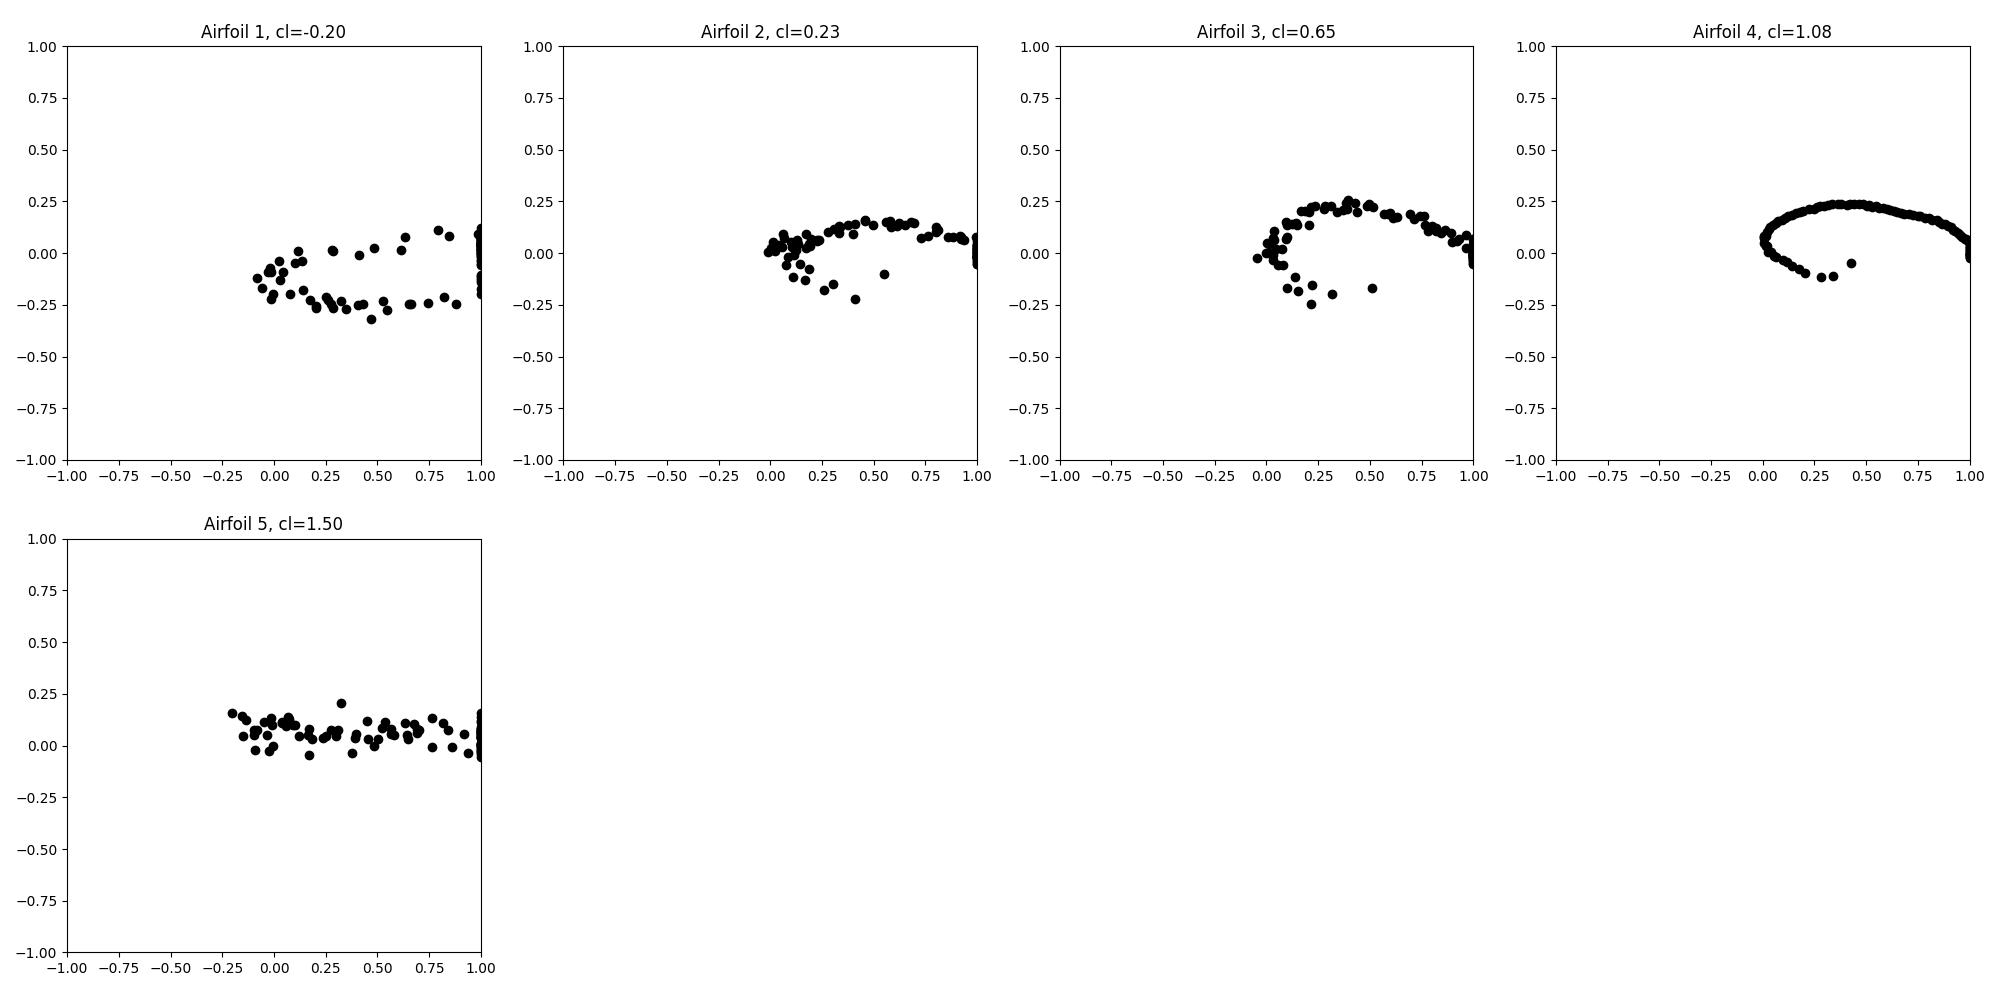 Airfoil 1, cl=-0.20
Airfoil 2, cl=0.23
Airfoil 3, cl=0.65
Airfoil 4, cl=1.08
1.00 1.00 1.00 1.00
0.75 0.75 0.75 0.75
0.50 0.50 0.50 0.50
0.25 0.25 0.25 0.25
0.00 0.00 0.00 0.00
−0.25 −0.25 −0.25 −0.25
−0.50 −0.50 −0.50 −0.50
−0.75 −0.75 −0.75 −0.75
−1.00 −1.00 −1.00 −1.00
−1.00 −0.75 −0.50 −0.25 0.00 0.25 0.50 0.75 1.00
−1.00 −0.75 −0.50 −0.25 0.00 0.25 0.50 0.75 1.00
−1.00 −0.75 −0.50 −0.25 0.00 0.25 0.50 0.75 1.00
−1.00 −0.75 −0.50 −0.25 0.00 0.25 0.50 0.75 1.00
Airfoil 5, cl=1.50
1.00
0.75
0.50
0.25
0.00
−0.25
−0.50
−0.75
−1.00
−1.00 −0.75 −0.50 −0.25 0.00 0.25 0.50 0.75 1.00